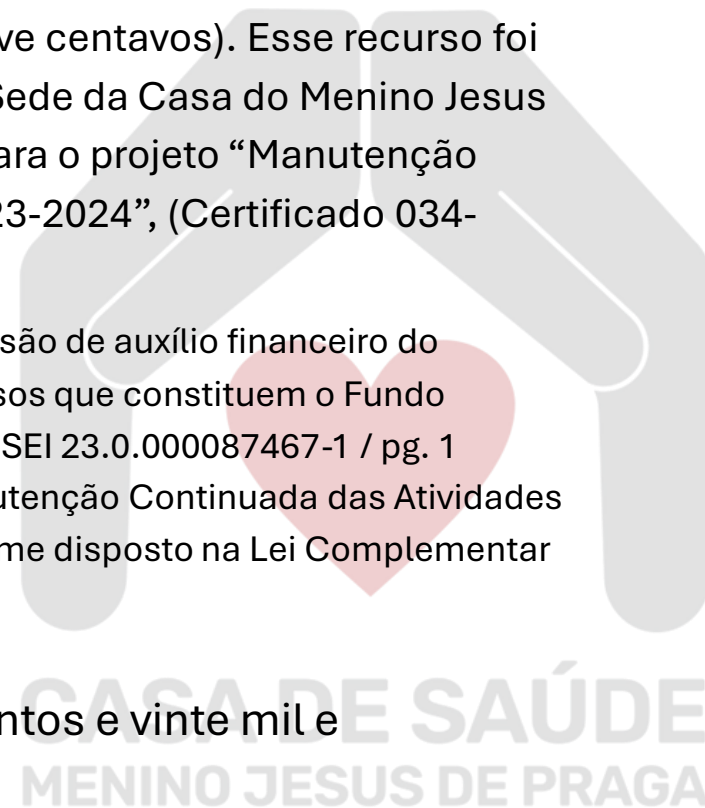 ve centavos). Esse recurso foi
Sede da Casa do Menino Jesus
ara o projeto “Manutenção
23-2024”, (Certificado 034-
são de auxílio financeiro do
sos que constituem o Fundo
SEI 23.0.000087467-1 / pg. 1
utenção Continuada das Atividades
me disposto na Lei Complementar
ntos e vinte mil e
CASA DE SAÚDE
MENINO JESUS DE PRAGA